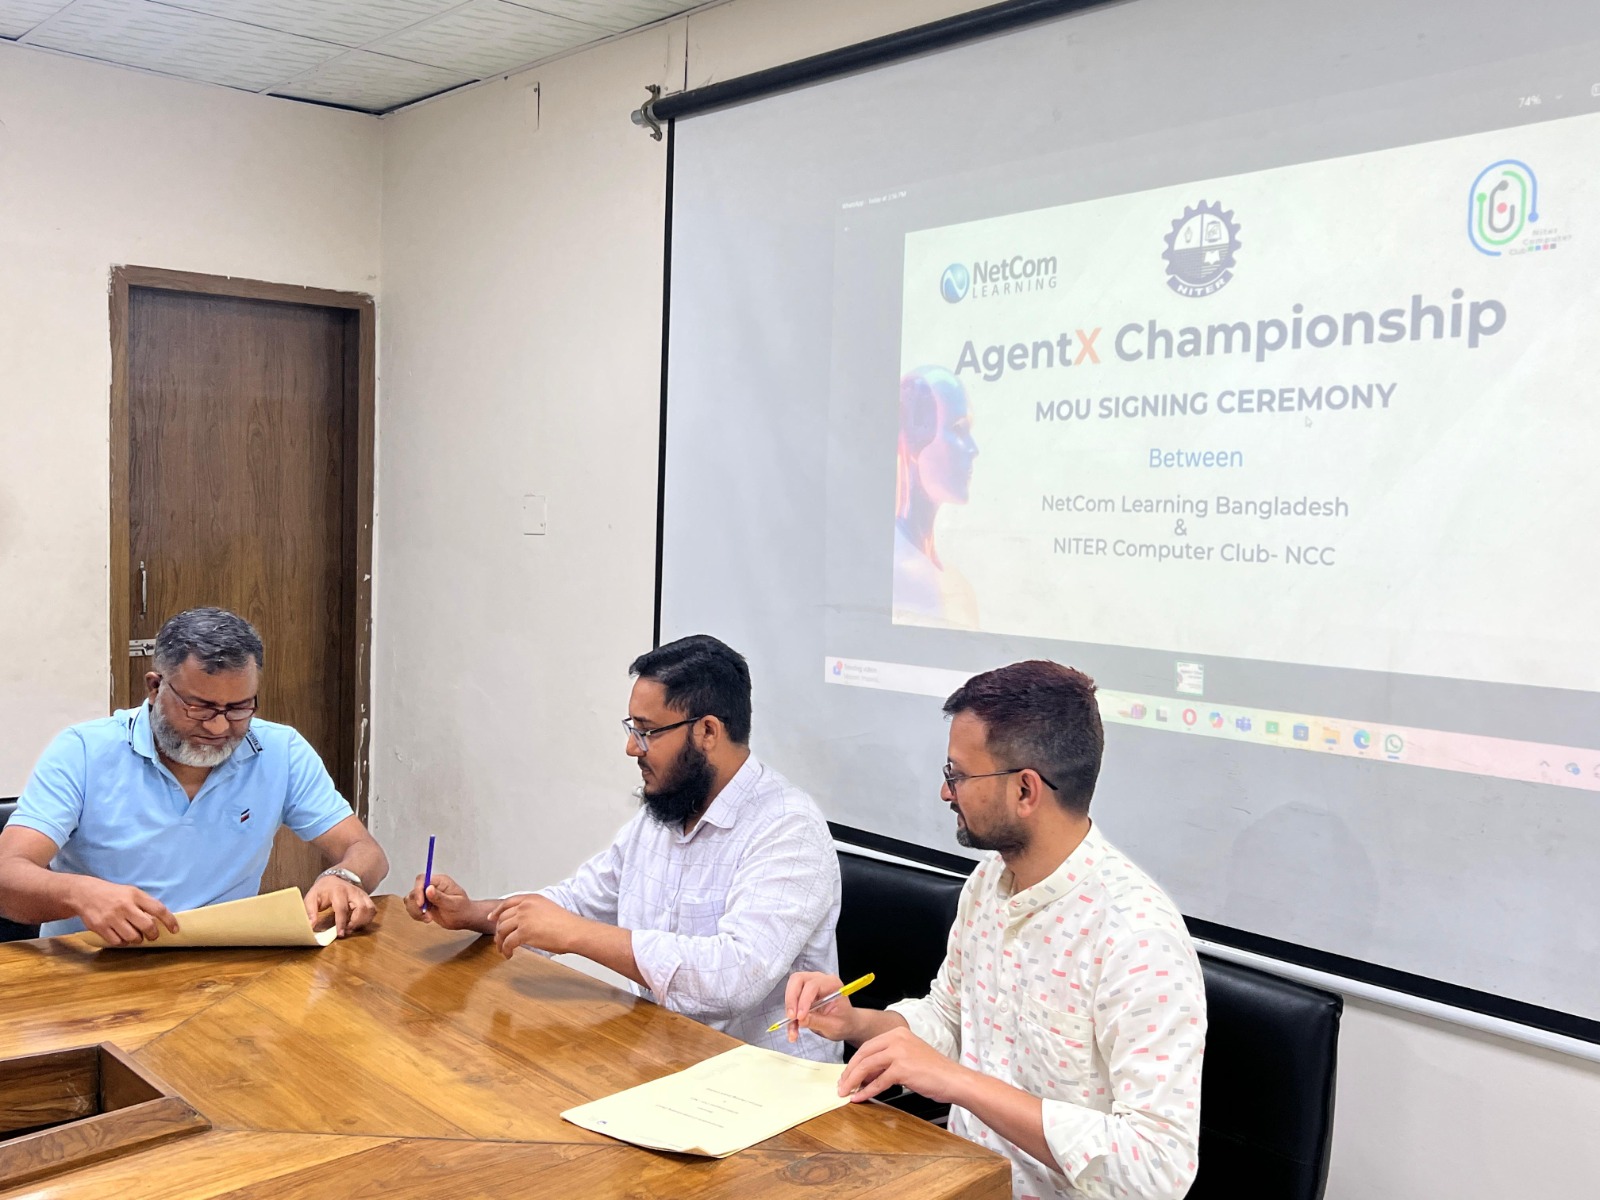 74%
NetCom
LEARNING
NITER
Niter
Computer
Club
AgentX Championship
MOU SIGNING CEREMONY
Between
NetCom Learning Bangladesh
&
NITER Computer Club- NCC